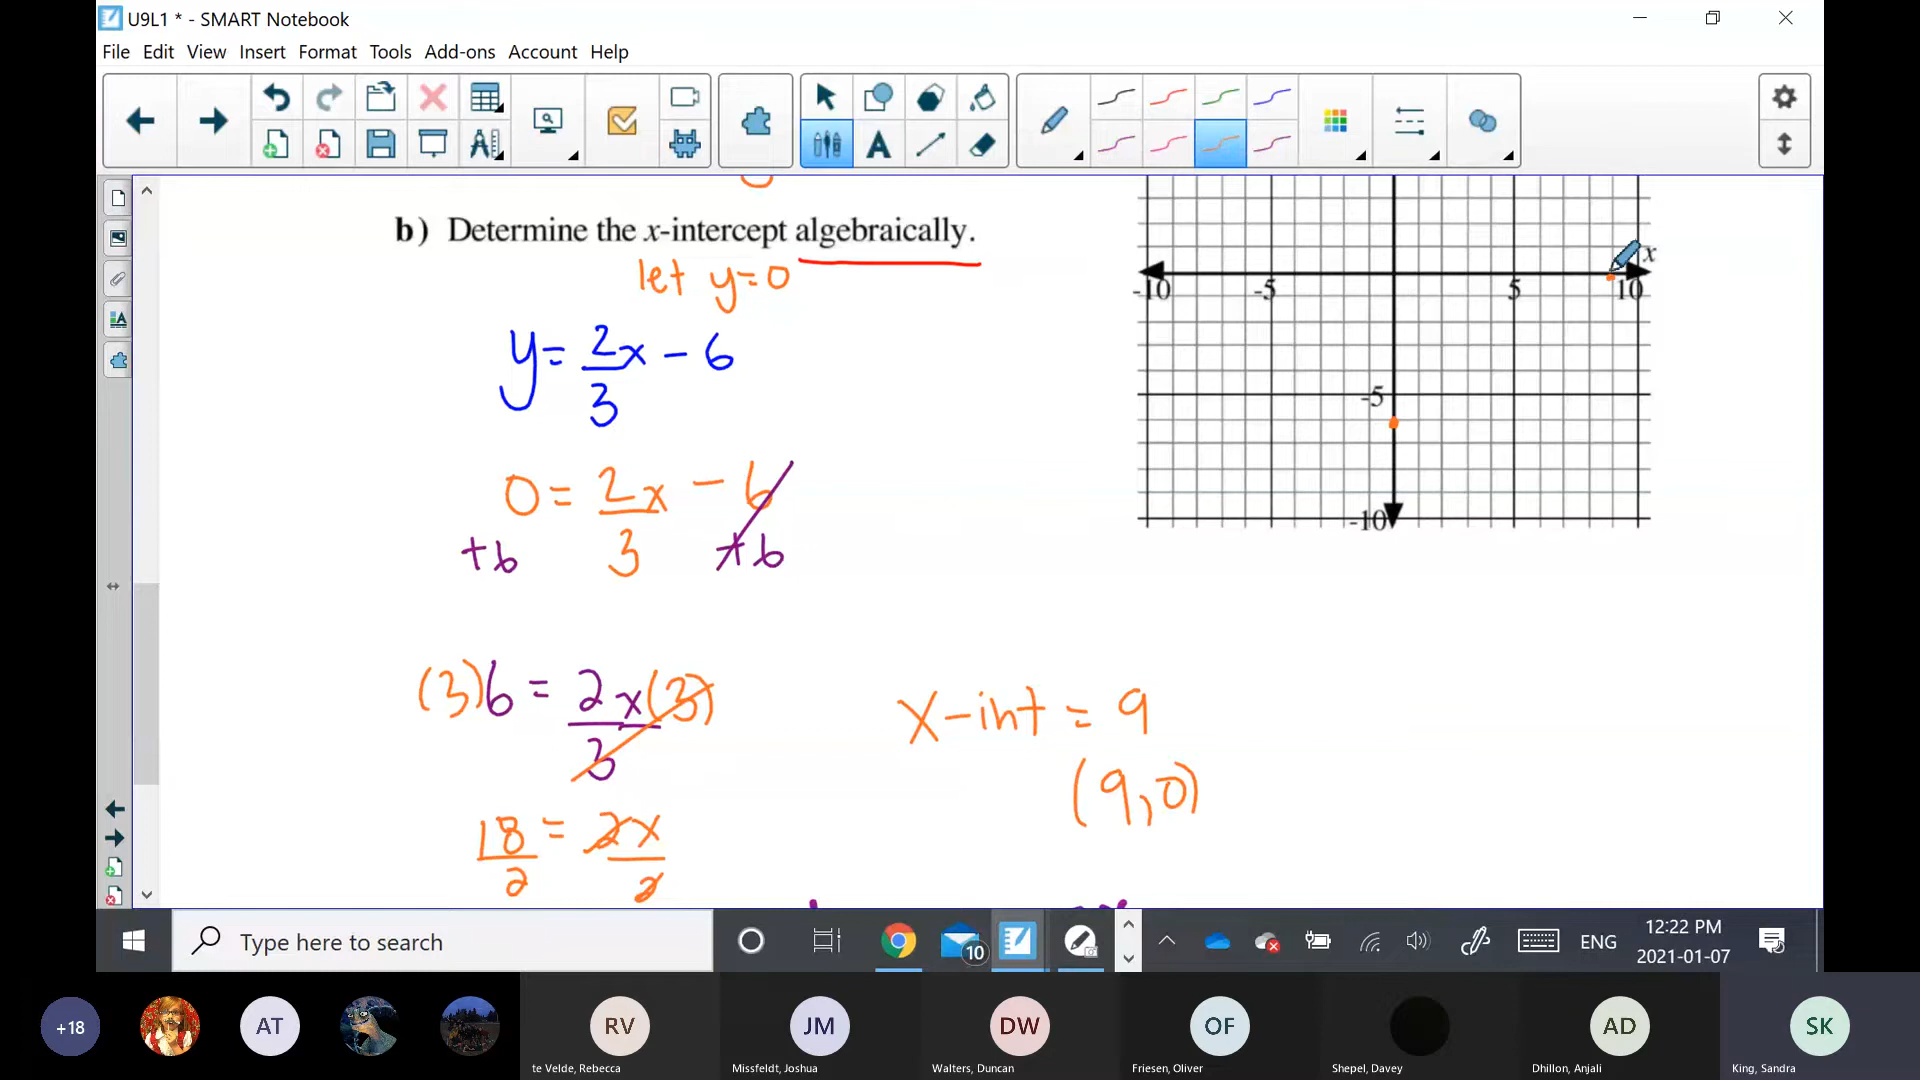 U9L1 * - SMART Notebook
File Edit View Insert Format Tools Add-ons Account Help
b) Determine the x-intercept algebraically.
let y=0
y = 2x/3 - 6
0 = 2x/3 - 6
+6 +6
(3)6 = 2x(3)/3
18/2 = 2x/2
x-int = 9
(9,0)
x
-10 -5 5 10
-5
-10
Type here to search
10
ENG
12:22 PM
2021-01-07
+18 AT RV JM DW OF AD SK
te Velde, Rebecca Missfeldt, Joshua Walters, Duncan Friesen, Oliver Shepel, Davey Dhillon, Anjali King, Sandra